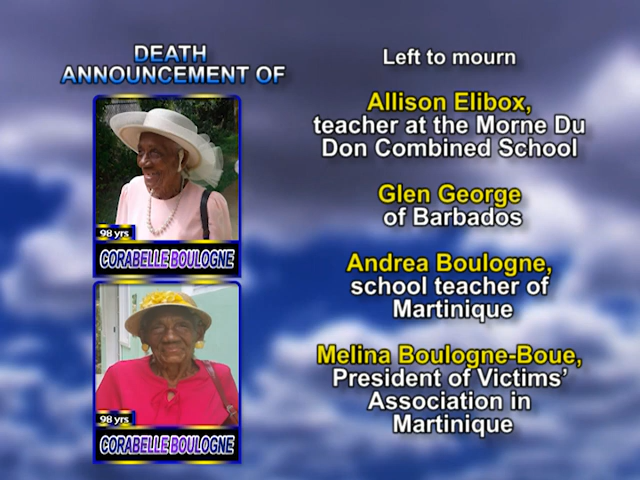 DEATH
ANNOUNCEMENT OF
98 yrs
CORABELLE BOULOGNE
98 yrs
CORABELLE BOULOGNE
Left to mourn
Allison Elibox,
teacher at the Morne Du
Don Combined School
Glen George
of Barbados
Andrea Boulogne,
school teacher of
Martinique
Melina Boulogne-Boue,
President of Victims’
Association in
Martinique